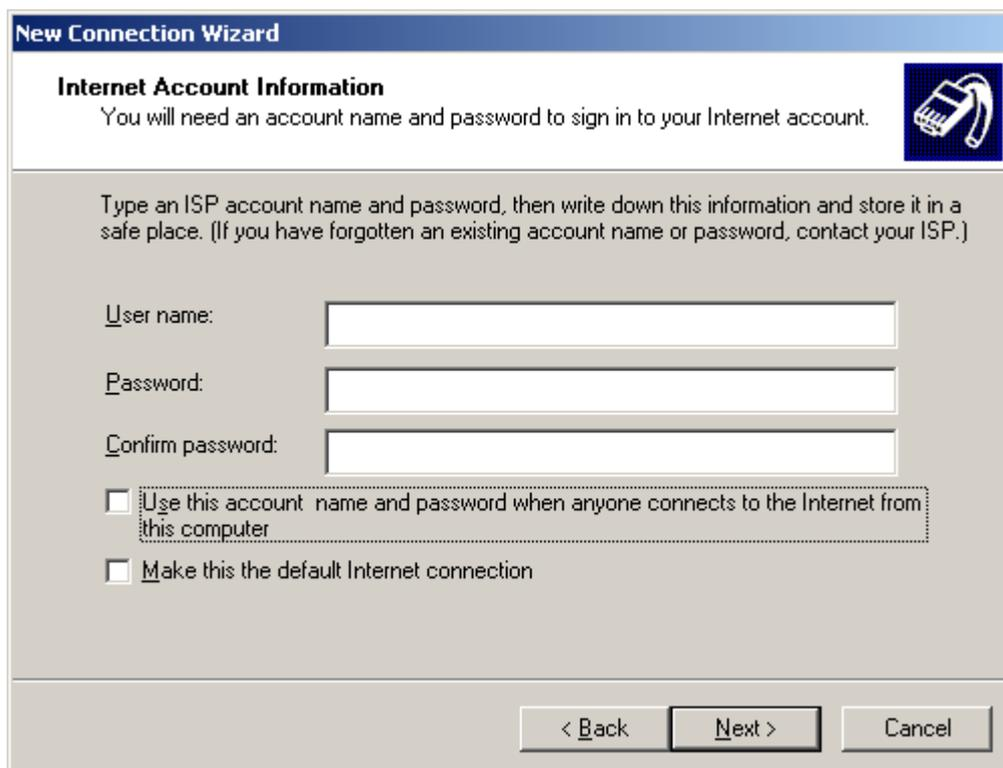 New Connection Wizard
Internet Account Information
You will need an account name and password to sign in to your Internet account.
Type an ISP account name and password, then write down this information and store it in a
safe place. (If you have forgotten an existing account name or password, contact your ISP.)
User name:
Password:
Confirm password:
Use this account  name and password when anyone connects to the Internet from
this computer
Make this the default Internet connection
< Back Next > Cancel